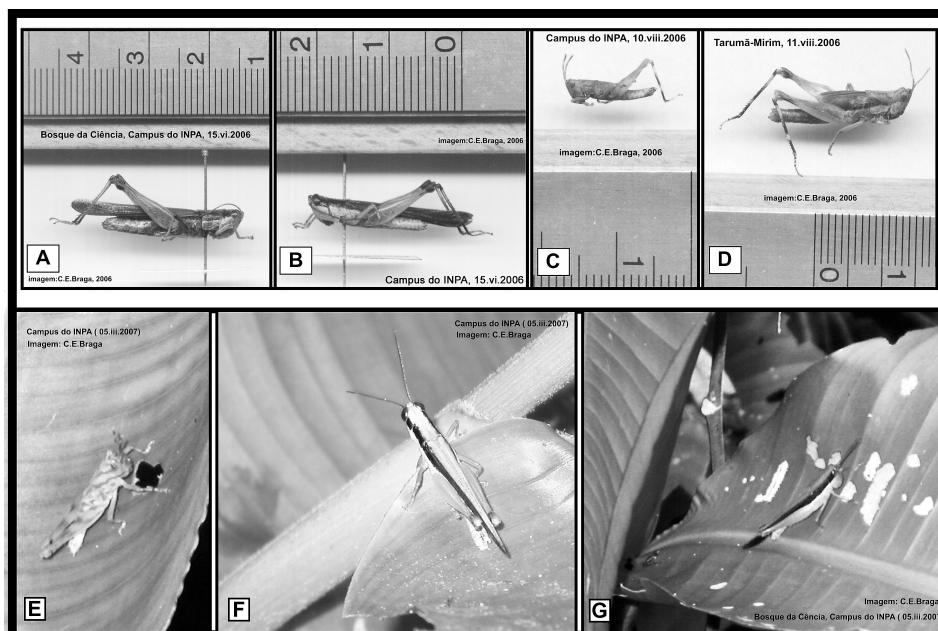 4 3 2 1
Bosque da Ciência, Campus do INPA, 15.vi.2006
A
imagem:C.E.Braga, 2006
2 1 0
imagem:C.E.Braga, 2006
B
Campus do INPA, 15.vi.2006
Campus do INPA, 10.viii.2006
imagem:C.E.Braga, 2006
C
1
Tarumã-Mirim, 11.viii.2006
imagem:C.E.Braga, 2006
D
0 1
Campus do INPA ( 05.iii.2007)
Imagem: C.E.Braga
E
Campus do INPA (05.iii.2007)
Imagem: C.E.Braga
F
G
Imagem: C.E.Braga
Bosque da Cência, Campus do INPA ( 05.iii.200